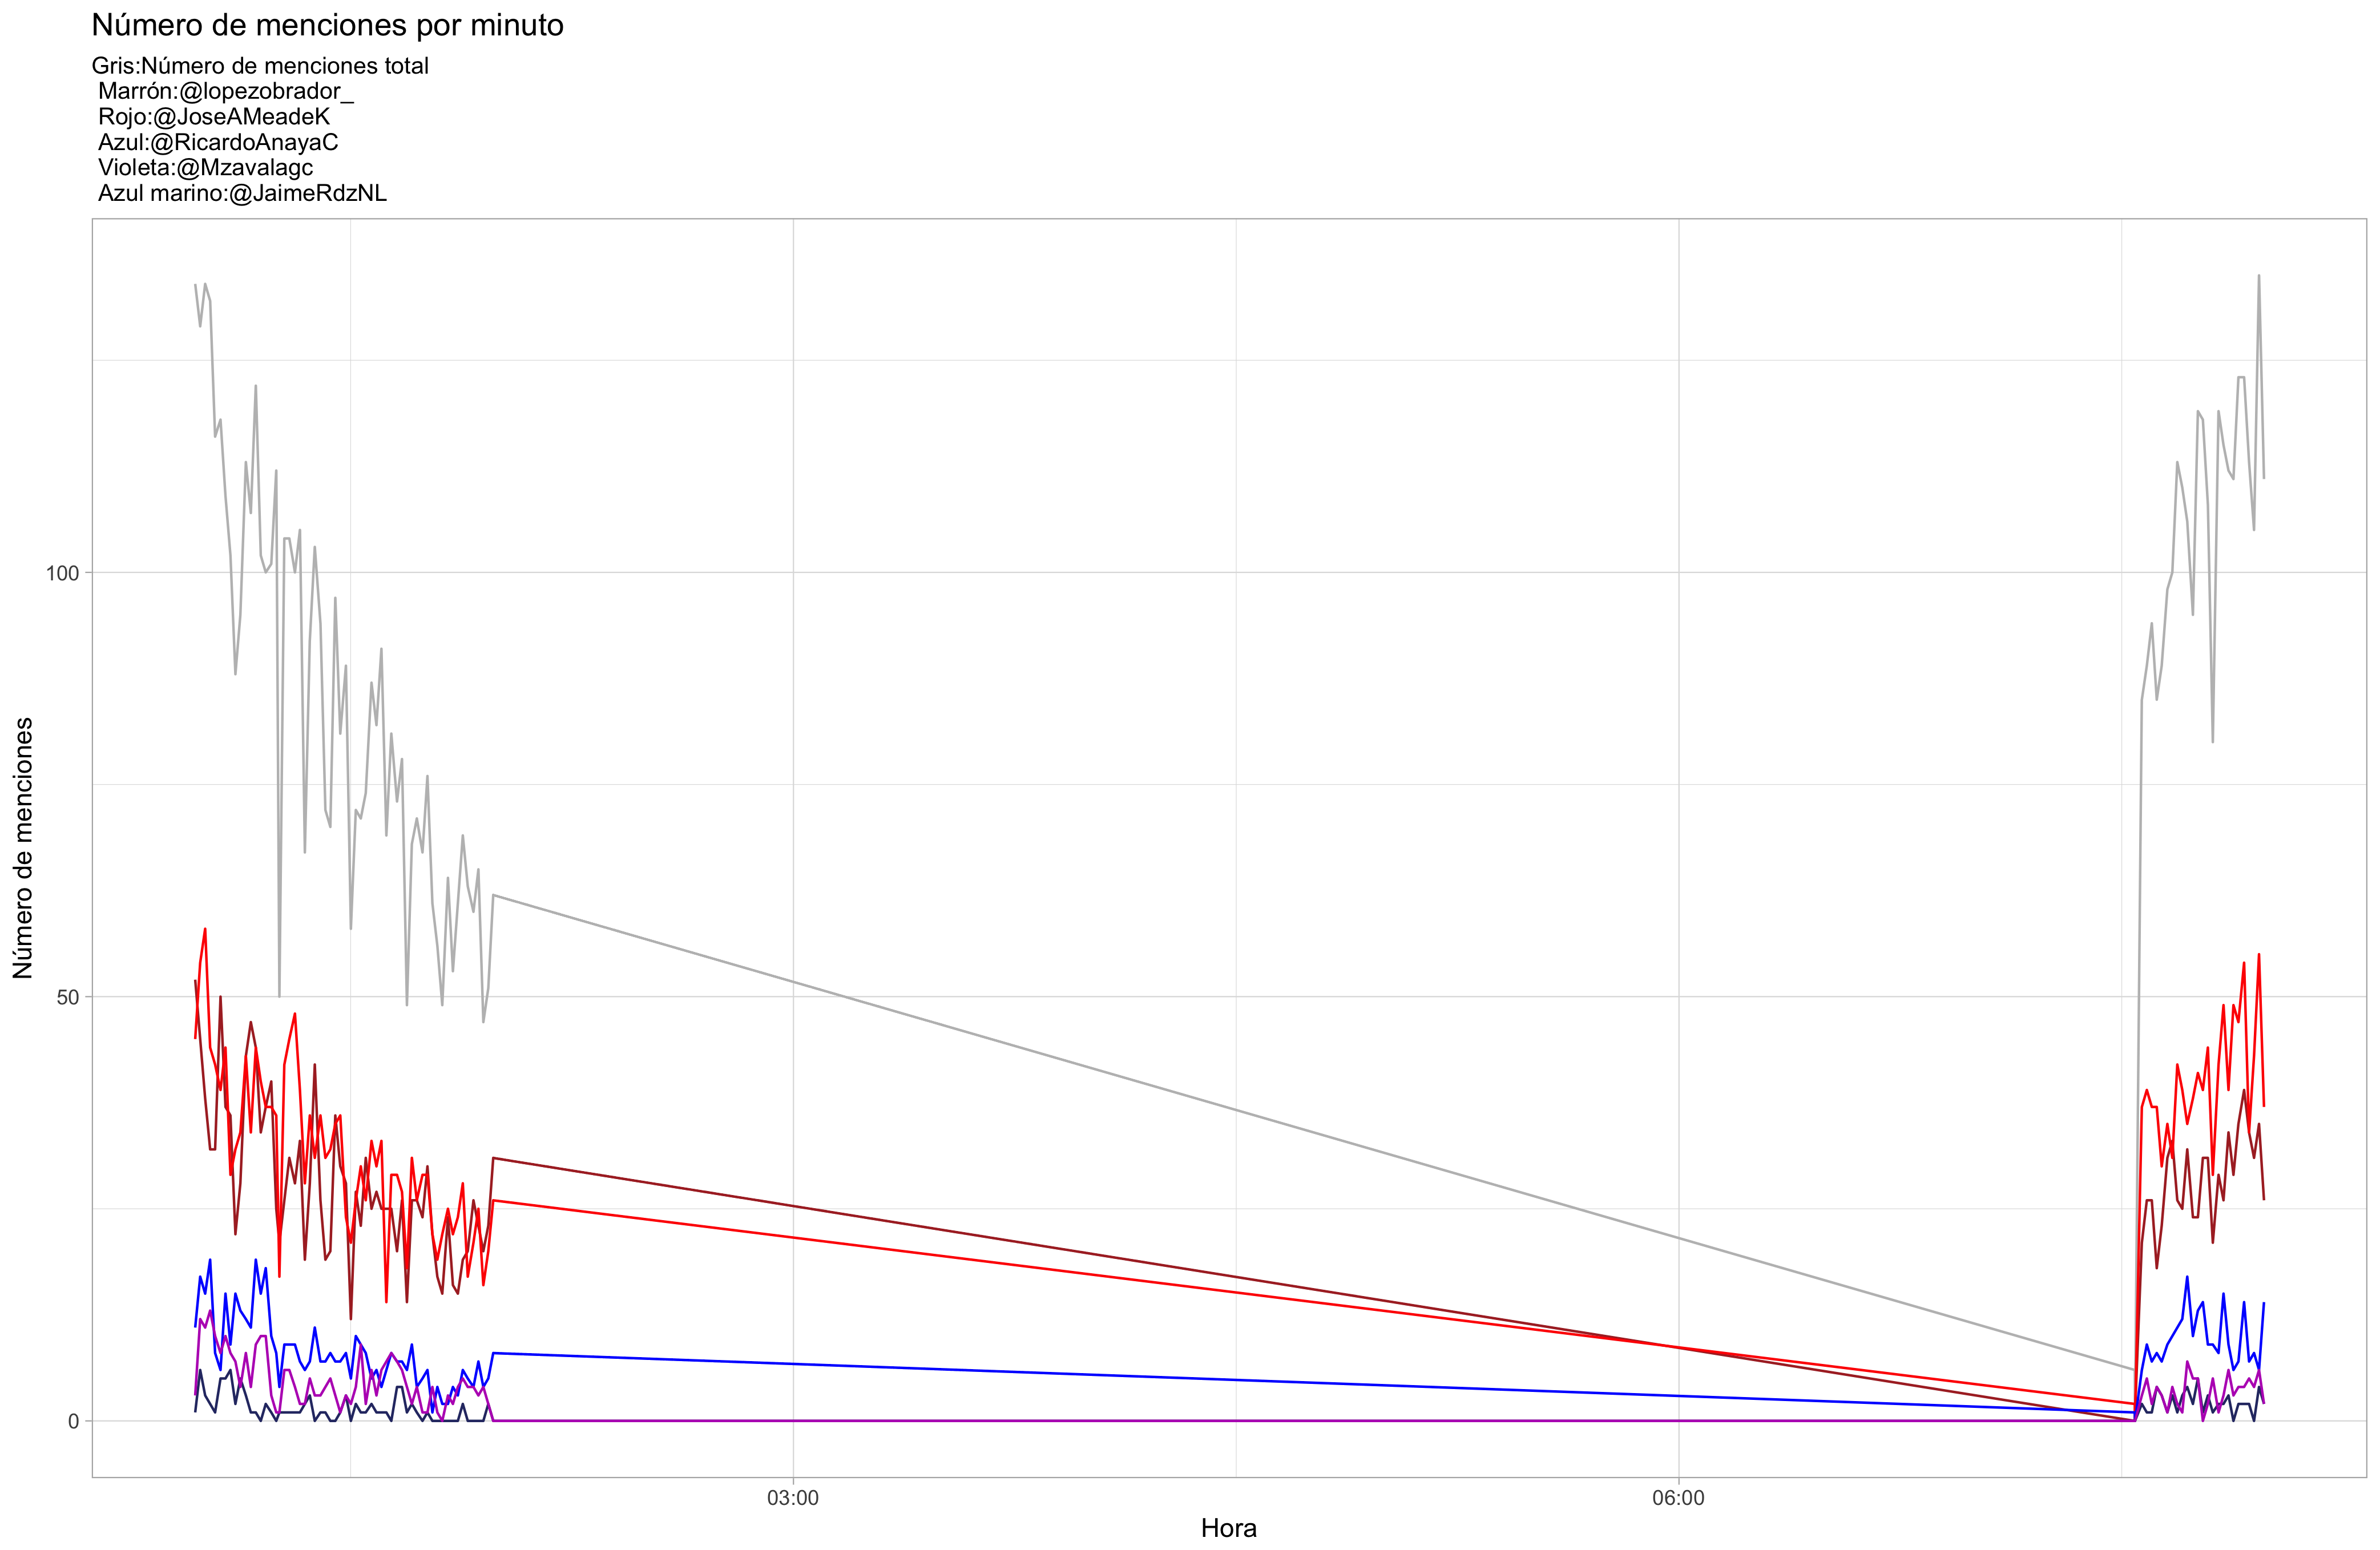 Número de menciones por minuto
Gris:Número de menciones total
Marrón:@lopezobrador_
Rojo:@JoseAMeadeK
Azul:@RicardoAnayaC
Violeta:@Mzavalagc
Azul marino:@JaimeRdzNL
Número de menciones
100
50
0
03:00
06:00
Hora